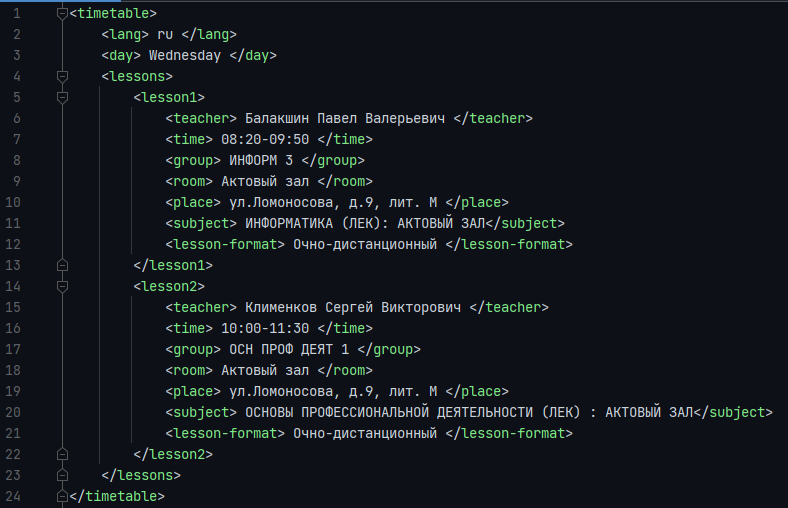 1 <timetable>
2 <lang> ru </lang>
3 <day> Wednesday </day>
4 <lessons>
5 <lesson1>
6 <teacher> Балакшин Павел Валерьевич </teacher>
7 <time> 08:20-09:50 </time>
8 <group> ИНФОРМ 3 </group>
9 <room> Актовый зал </room>
10 <place> ул.Ломоносова, д.9, лит. М </place>
11 <subject> ИНФОРМАТИКА (ЛЕК): АКТОВЫЙ ЗАЛ</subject>
12 <lesson-format> Очно-дистанционный </lesson-format>
13 </lesson1>
14 <lesson2>
15 <teacher> Клименков Сергей Викторович </teacher>
16 <time> 10:00-11:30 </time>
17 <group> ОСН ПРОФ ДЕЯТ 1 </group>
18 <room> Актовый зал </room>
19 <place> ул.Ломоносова, д.9, лит. М </place>
20 <subject> ОСНОВЫ ПРОФЕССИОНАЛЬНОЙ ДЕЯТЕЛЬНОСТИ (ЛЕК) : АКТОВЫЙ ЗАЛ</subject>
21 <lesson-format> Очно-дистанционный </lesson-format>
22 </lesson2>
23 </lessons>
24 </timetable>